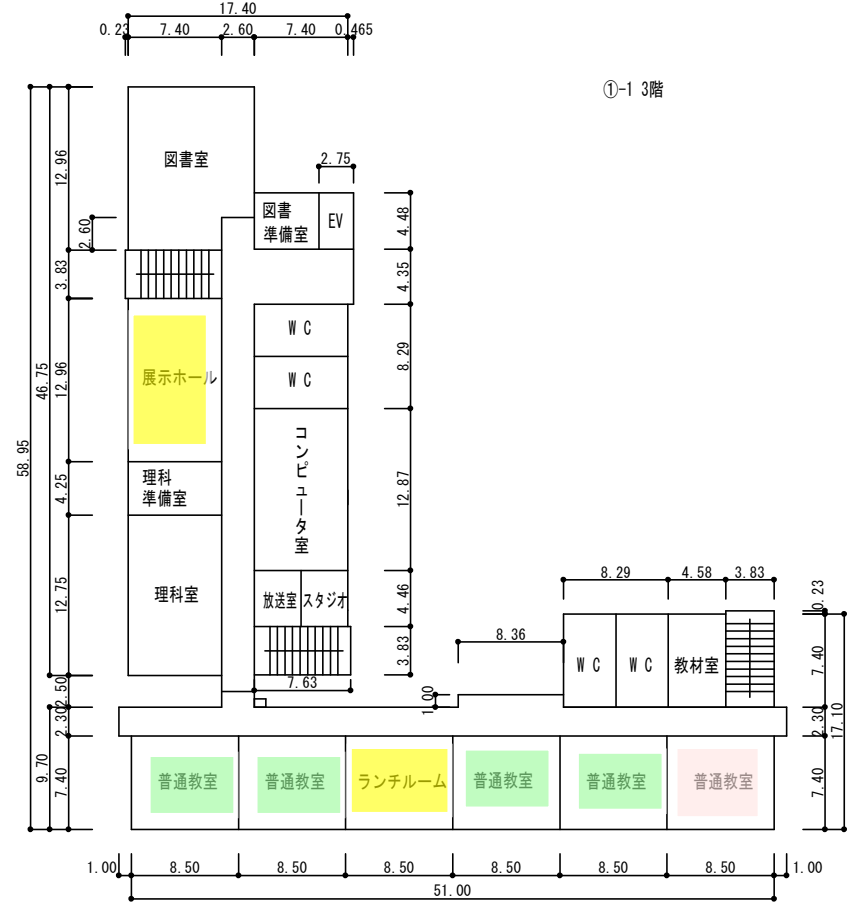 17.40
0.23 7.40 2.60 7.40 0.465
①-1 3階
図書室
2.75
図書
準備室
EV
12.96
2.60
3.83
4.48
4.35
W C
8.29
W C
展示ホール
12.96
46.75
58.95
コンピュータ室
12.87
理科
準備室
4.25
理科室
12.75
放送室 スタジオ
4.46
3.83
7.63
8.29 4.58 3.83
0.23
8.36
W C W C 教材室
7.40
1.00
2.50
2.30
2.30
17.10
9.70
7.40
普通教室 普通教室 ランチルーム 普通教室 普通教室 普通教室
7.40
1.00 8.50 8.50 8.50 8.50 8.50 8.50 1.00
51.00